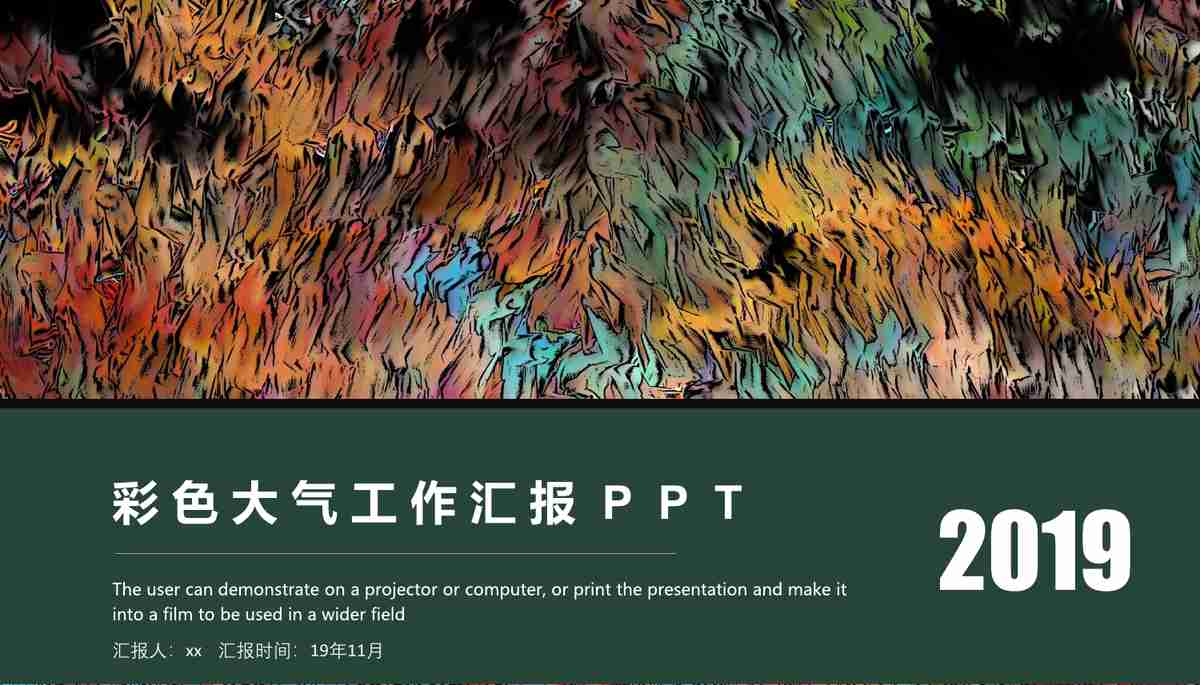 彩色大气工作汇报PPT
2019
The user can demonstrate on a projector or computer, or print the presentation and make it
into a film to be used in a wider field
汇报人：xx 汇报时间：19年11月